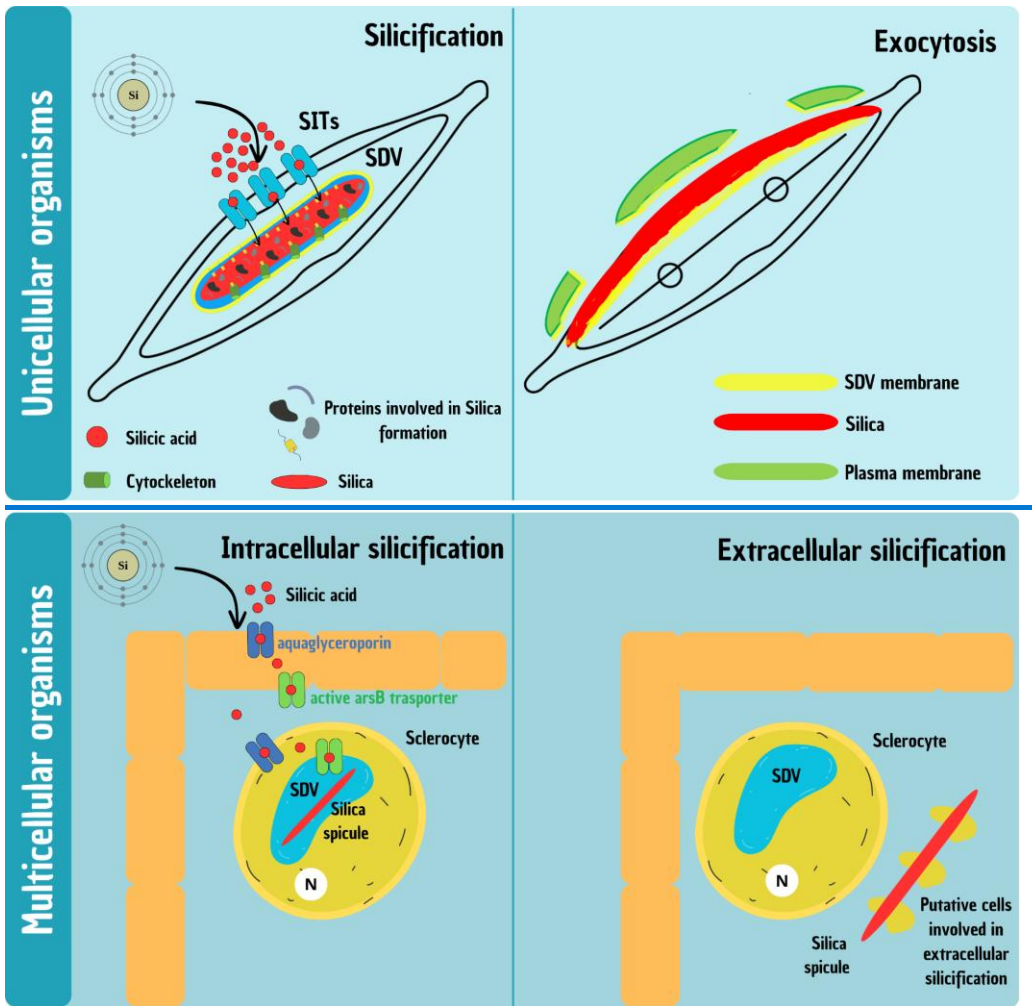 Unicellular organisms
Silicification
Si
SITs
SDV
Silicic acid
Proteins involved in Silica
formation
Cytockeleton
Silica
Exocytosis
SDV membrane
Silica
Plasma membrane
Multicellular organisms
Intracellular silicification
Si
Silicic acid
aquaglyceroporin
active arsB trasporter
Sclerocyte
SDV
Silica
spicule
N
Extracellular silicification
Sclerocyte
SDV
N
Silica
spicule
Putative cells
involved in
extracellular
silicification